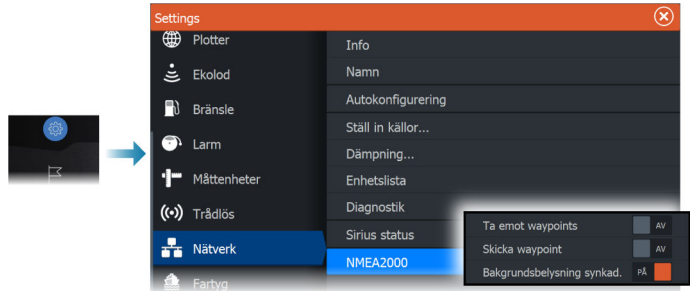 Settings
Plotter
Ekolod
Bränsle
Larm
Måttenheter
Trådlös
Nätverk
Fartyg
Info
Namn
Autokonfigurering
Ställ in källor...
Dämpning...
Enhetslista
Diagnostik
Sirius status
NMEA2000
Ta emot waypoints AV
Skicka waypoint AV
Bakgrundsbelysning synkad. PÅ